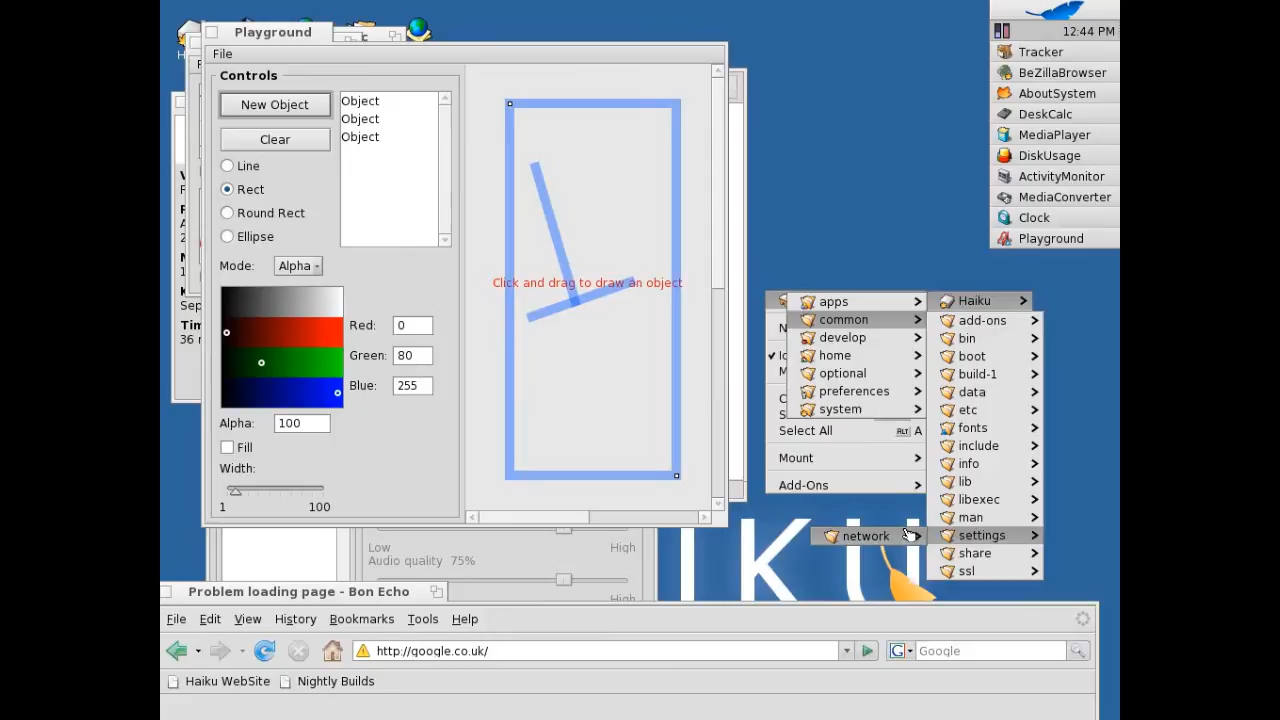 Playground
File
Controls
New Object
Clear
Line
Rect
Round Rect
Ellipse
Object
Object
Object
Mode:
Alpha
Red:
0
Green:
80
Blue:
255
Alpha:
100
Fill
Width:
1
100
Click and drag to draw an object
12:44 PM
Tracker
BeZillaBrowser
AboutSystem
DeskCalc
MediaPlayer
DiskUsage
ActivityMonitor
MediaConverter
Clock
Playground
apps
common
develop
home
optional
preferences
system
Select All
ALT A
Mount
Add-Ons
Haiku
add-ons
bin
boot
build-1
data
etc
fonts
include
info
lib
libexec
man
settings
share
ssl
network
Low
High
Audio quality 75%
High
IKU
Problem loading page - Bon Echo
File
Edit
View
History
Bookmarks
Tools
Help
http://google.co.uk/
Google
Haiku WebSite
Nightly Builds